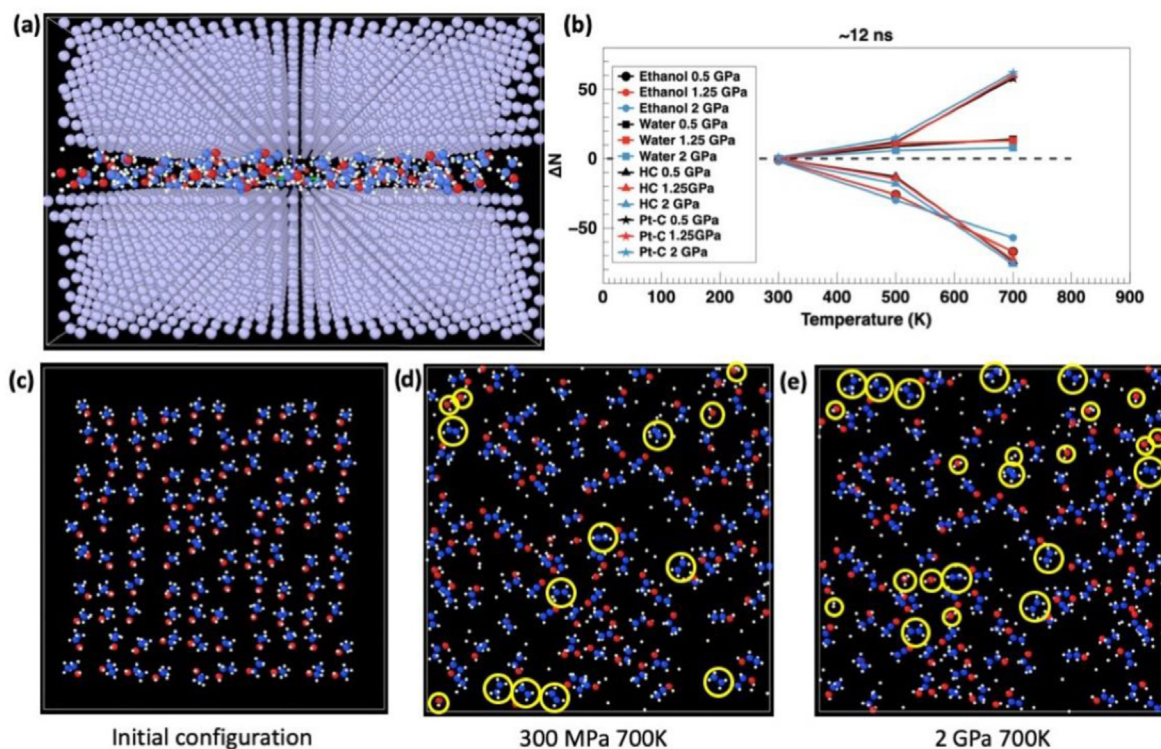 (a)
(b)
~12 ns
Ethanol 0.5 GPa
Ethanol 1.25 GPa
Ethanol 2 GPa
Water 0.5 GPa
Water 1.25 GPa
Water 2 GPa
HC 0.5 GPa
HC 1.25GPa
HC 2 GPa
Pt-C 0.5 GPa
Pt-C 1.25GPa
Pt-C 2 GPa
50
0
−50
ΔN
0 100 200 300 400 500 600 700 800 900
Temperature (K)
(c)
(d)
(e)
Initial configuration
300 MPa 700K
2 GPa 700K